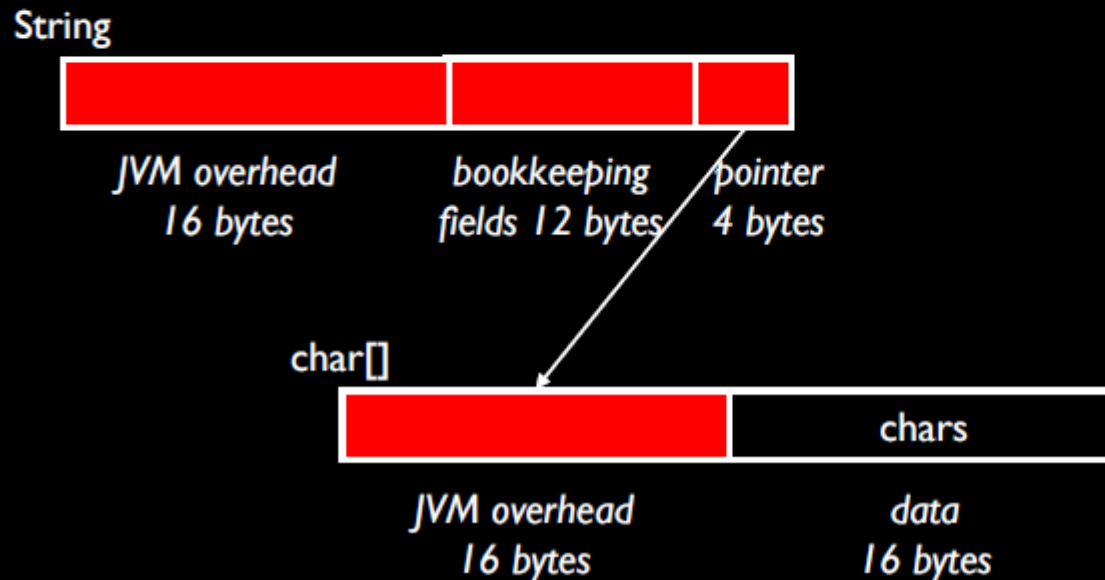 String
JVM overhead
16 bytes
bookkeeping
fields 12 bytes
pointer
4 bytes
char[]
chars
JVM overhead
16 bytes
data
16 bytes